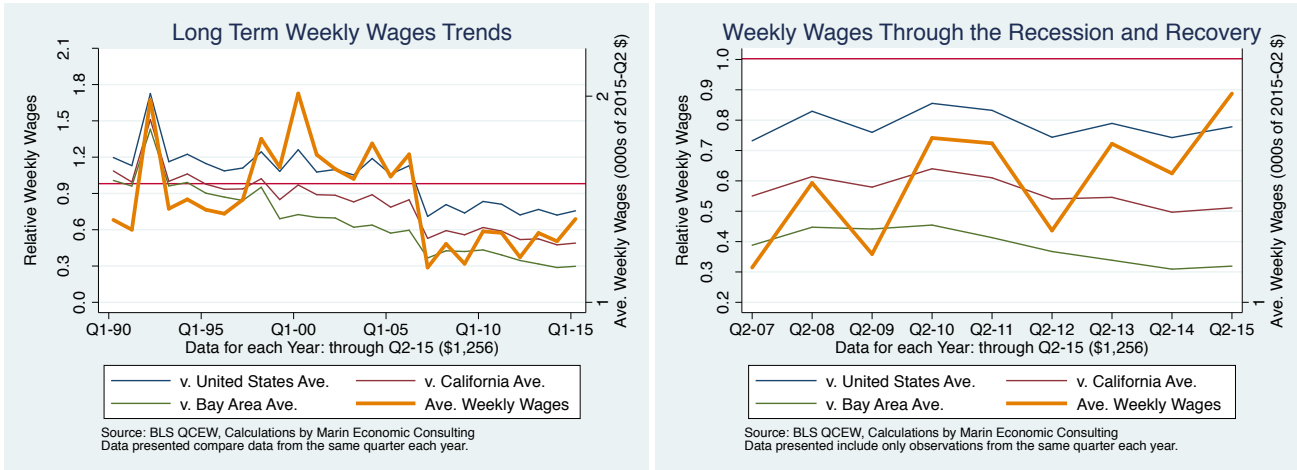 Long Term Weekly Wages Trends
Relative Weekly Wages
2.1
1.8
1.5
1.2
0.9
0.6
0.3
0.0
2
1
Ave. Weekly Wages (000s of 2015-Q2 $)
Q1-90 Q1-95 Q1-00 Q1-05 Q1-10 Q1-15
Data for each Year: through Q2-15 ($1,256)
v. United States Ave. v. California Ave.
v. Bay Area Ave. Ave. Weekly Wages
Source: BLS QCEW, Calculations by Marin Economic Consulting
Data presented compare data from the same quarter each year.
Weekly Wages Through the Recession and Recovery
Relative Weekly Wages
1.0
0.9
0.8
0.7
0.6
0.5
0.4
0.3
0.2
1
Ave. Weekly Wages (000s of 2015-Q2 $)
Q2-07 Q2-08 Q2-09 Q2-10 Q2-11 Q2-12 Q2-13 Q2-14 Q2-15
Data for each Year: through Q2-15 ($1,256)
v. United States Ave. v. California Ave.
v. Bay Area Ave. Ave. Weekly Wages
Source: BLS QCEW, Calculations by Marin Economic Consulting
Data presented include only observations from the same quarter each year.